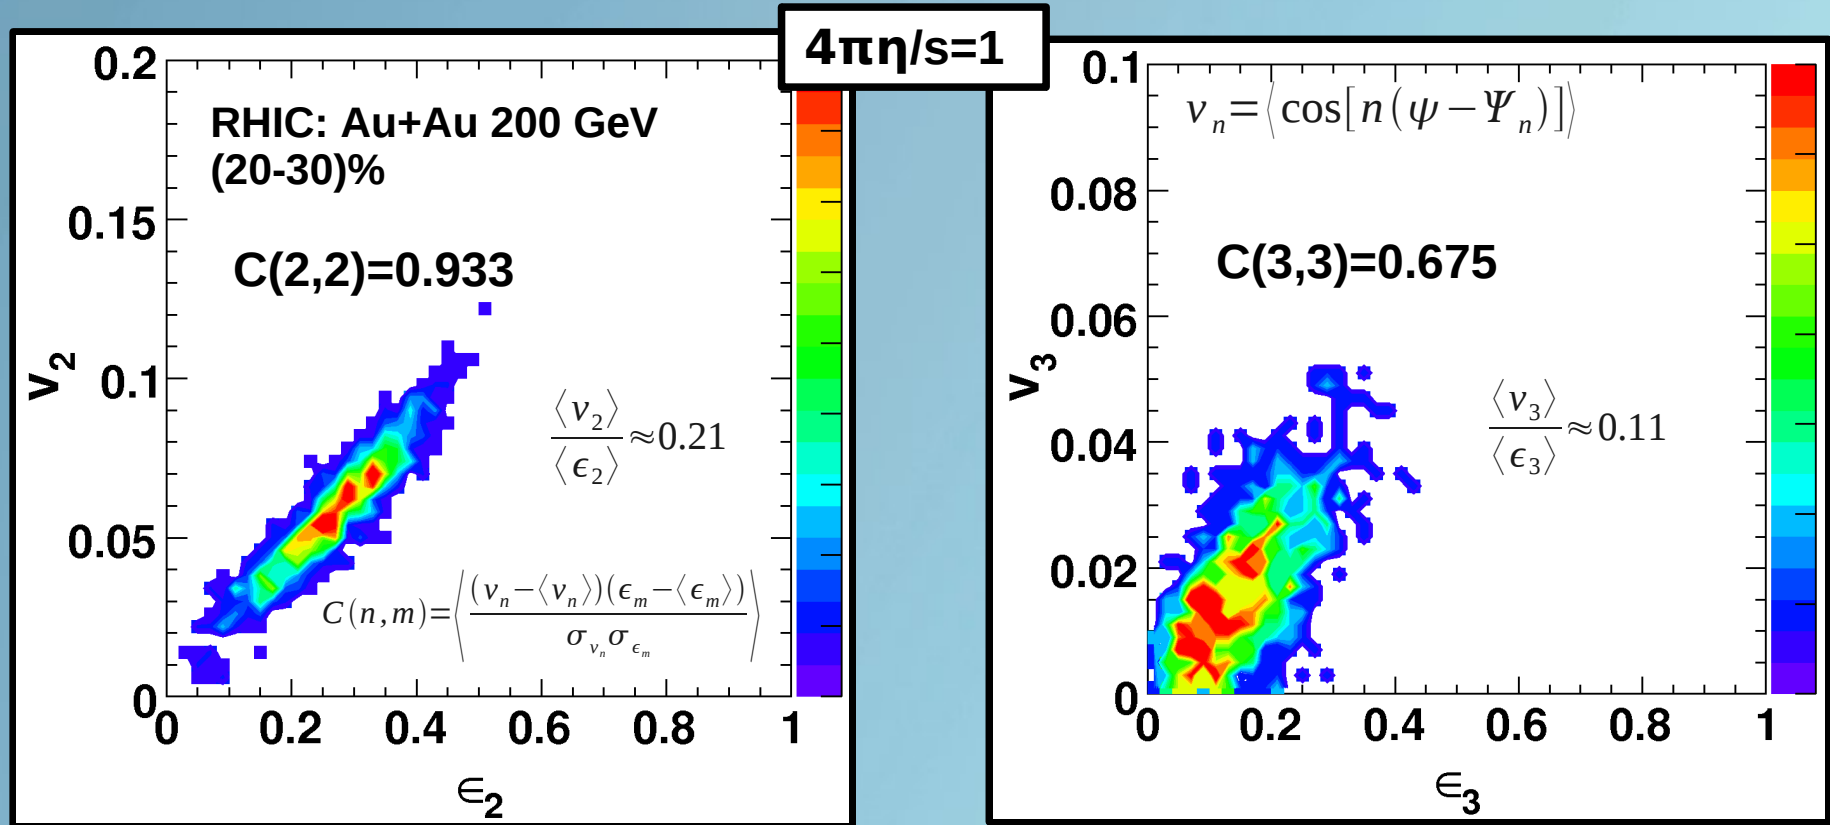 4πη/s=1
0.2
0.15
0.1
0.05
0
v₂
RHIC: Au+Au 200 GeV
(20-30)%
C(2,2)=0.933
⟨v₂⟩/⟨ϵ₂⟩ ≈0.21
C(n,m)=⟨(vₙ−⟨vₙ⟩)(ϵₘ−⟨ϵₘ⟩)/σ_vₙ σ_ϵₘ⟩
0 0.2 0.4 0.6 0.8 1
ϵ₂
0.1
0.08
0.06
0.04
0.02
0
v₃
vₙ=⟨cos[n(ψ−Ψₙ)]⟩
C(3,3)=0.675
⟨v₃⟩/⟨ϵ₃⟩ ≈0.11
0 0.2 0.4 0.6 0.8 1
ϵ₃